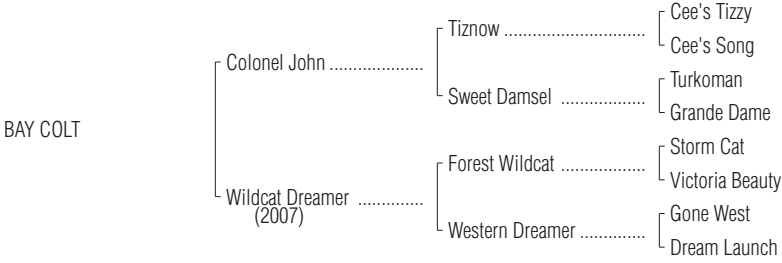 Cee's Tizzy
Tiznow ..............................
Cee's Song
Colonel John ....................
Turkoman
Sweet Damsel ..................
Grande Dame
BAY COLT
Storm Cat
Forest Wildcat ..................
Victoria Beauty
Wildcat Dreamer ..............
(2007)
Gone West
Western Dreamer ..............
Dream Launch